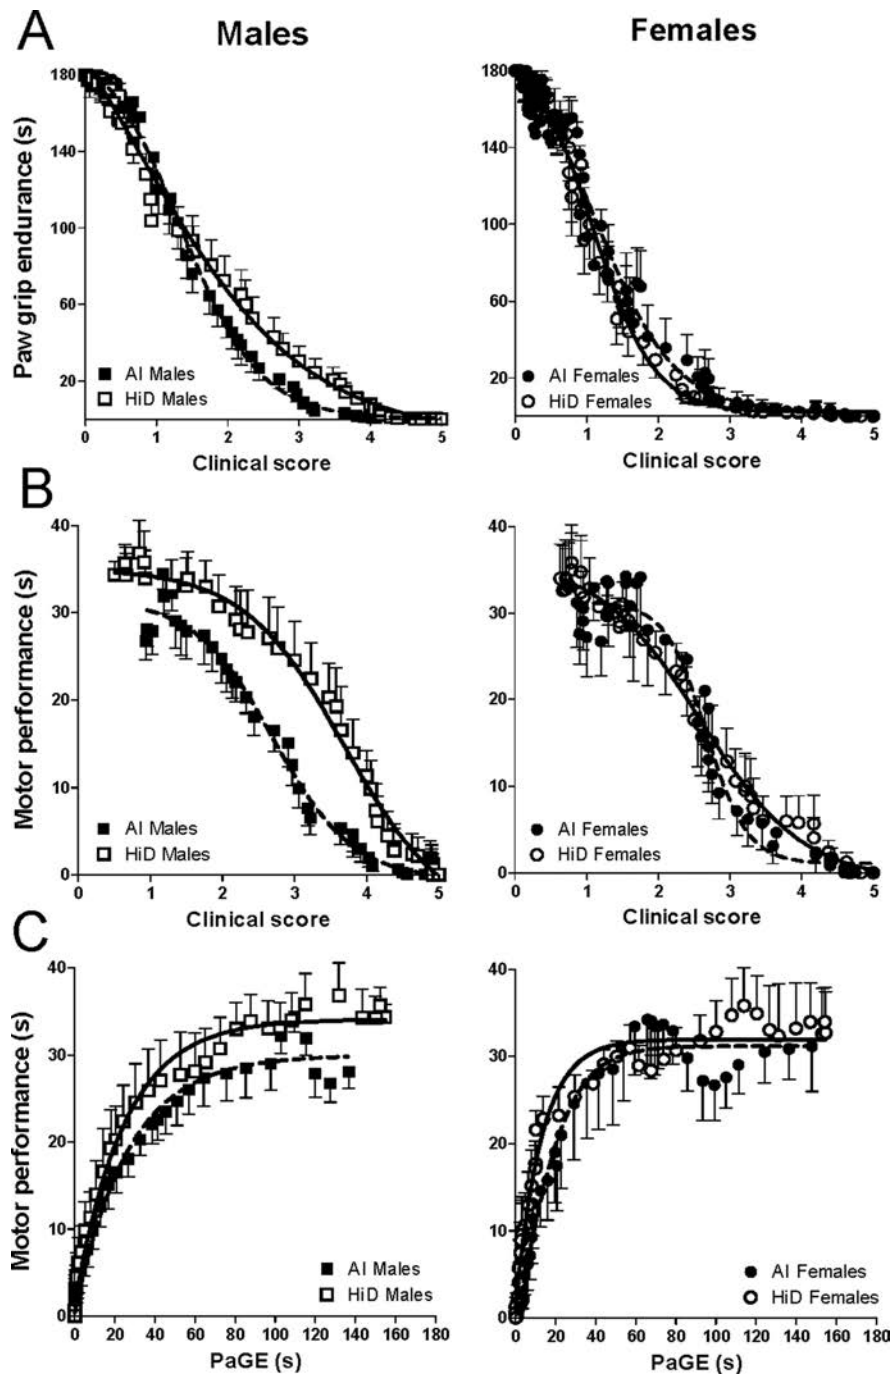 A
Males
Females
Paw grip endurance (s)
180
140
100
60
20
AI Males
HiD Males
0 1 2 3 4 5
Clinical score
180
140
100
60
20
AI Females
HiD Females
0 1 2 3 4 5
Clinical score
B
Motor performance (s)
40
30
20
10
0
AI Males
HiD Males
1 2 3 4 5
Clinical score
40
30
20
10
0
AI Females
HiD Females
1 2 3 4 5
Clinical score
C
Motor performance (s)
40
30
20
10
0
AI Males
HiD Males
0 20 40 60 80 100 120 140 160 180
PaGE (s)
40
30
20
10
0
AI Females
HiD Females
0 20 40 60 80 100 120 140 160 180
PaGE (s)